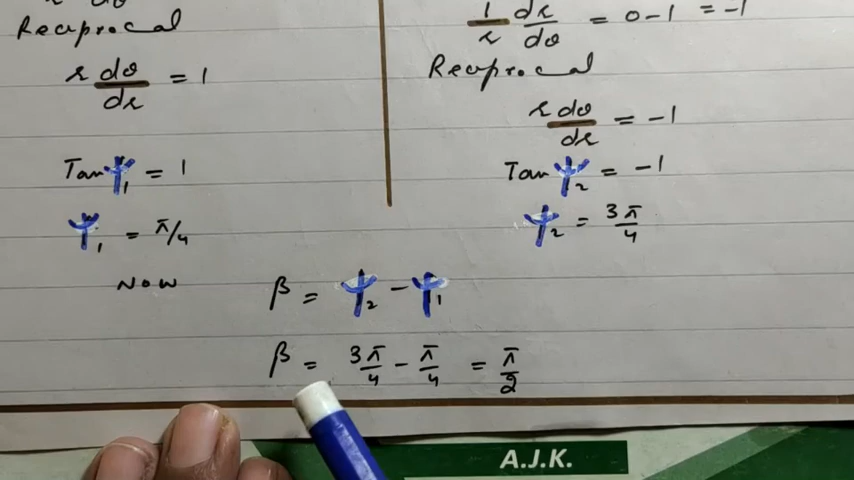 Reciprocal
r dθ/dr = 1
Tan ψ₁ = 1
ψ₁ = π/4
1/r dr/dθ = 0-1 = -1
Reciprocal
r dθ/dr = -1
Tan ψ₂ = -1
ψ₂ = 3π/4
NOW β = ψ₂ - ψ₁
β = 3π/4 - π/4 = π/2
A.J.K.